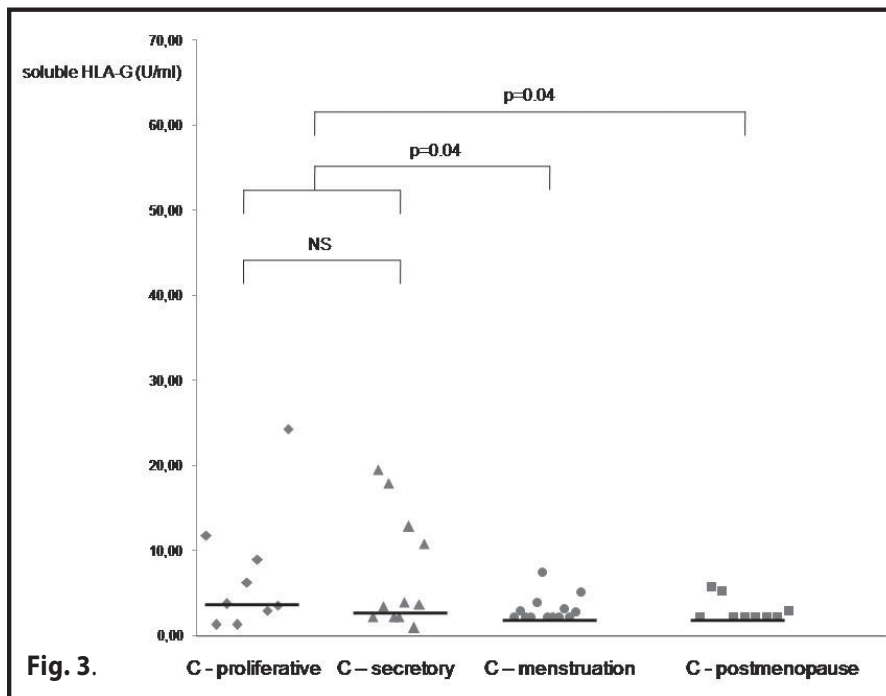 70,00
soluble HLA-G (U/ml)
p=0.04
60,00
p=0.04
50,00
NS
40,00
30,00
20,00
10,00
0,00
Fig. 3.
C - proliferative C – secretory C – menstruation C - postmenopause